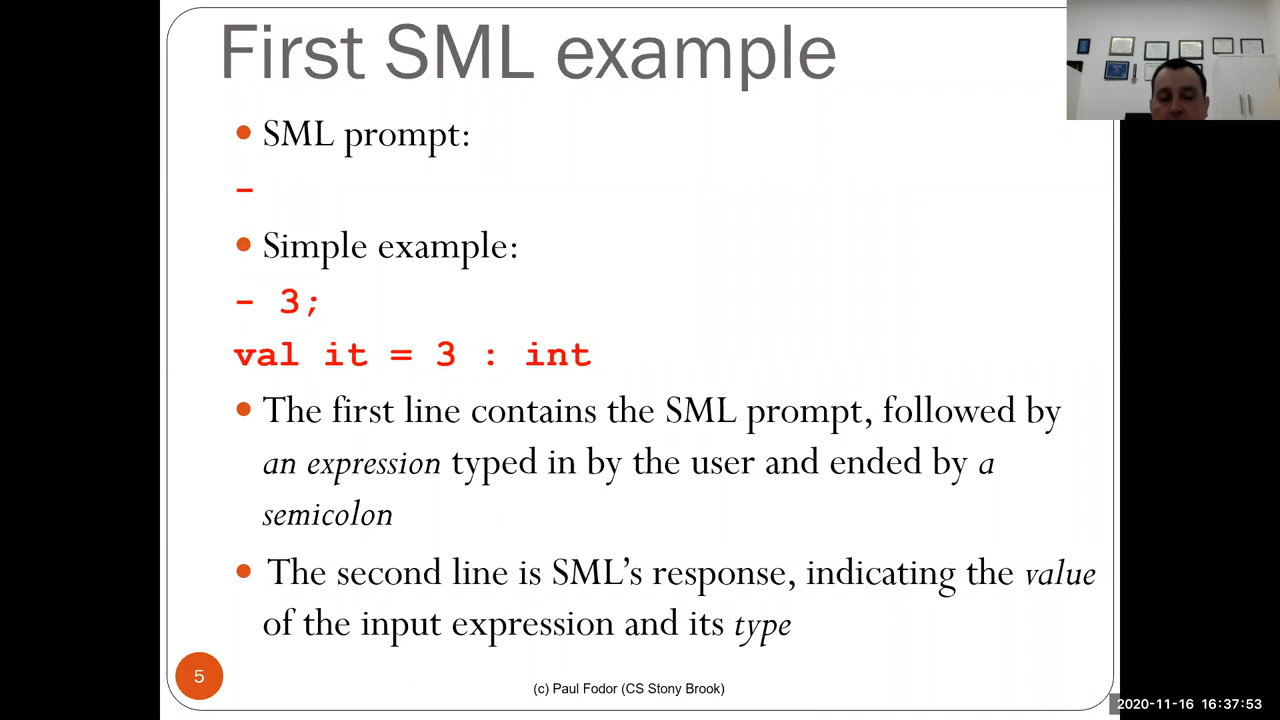 First SML example
• SML prompt:
-
• Simple example:
- 3;
val it = 3 : int
• The first line contains the SML prompt, followed by
an expression typed in by the user and ended by a
semicolon
• The second line is SML’s response, indicating the value
of the input expression and its type
5
(c) Paul Fodor (CS Stony Brook)
2020-11-16 16:37:53